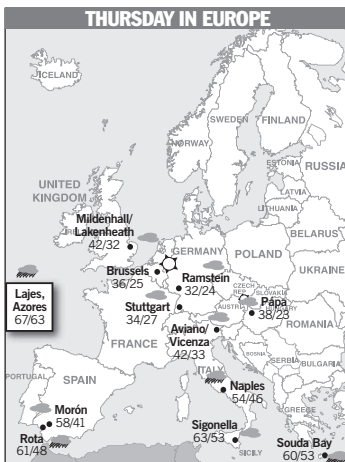 THURSDAY IN EUROPE
ICELAND
SWEDEN
FINLAND
NORWAY
ESTONIA
RUSSIA
LATVIA
LITHUANIA
UNITED
KINGDOM
Mildenhall/
Lakenheath
42/32
BELARUS
GERMANY
POLAND
Brussels
36/25
Ramstein
32/24
UKRAINE
CZECH
REP.
SLOVAKIA
Lajes,
Azores
67/63
Stuttgart
34/27
AUSTRIA
Pápa
38/28
Aviano/
Vicenza
42/33
ROMANIA
FRANCE
BOSNIA
SERBIA
BULGARIA
ITALY
PORTUGAL
SPAIN
Naples
54/46
Morón
58/41
GREECE
Rota
61/48
Sigonella
63/53
SICILY
Souda Bay
60/53